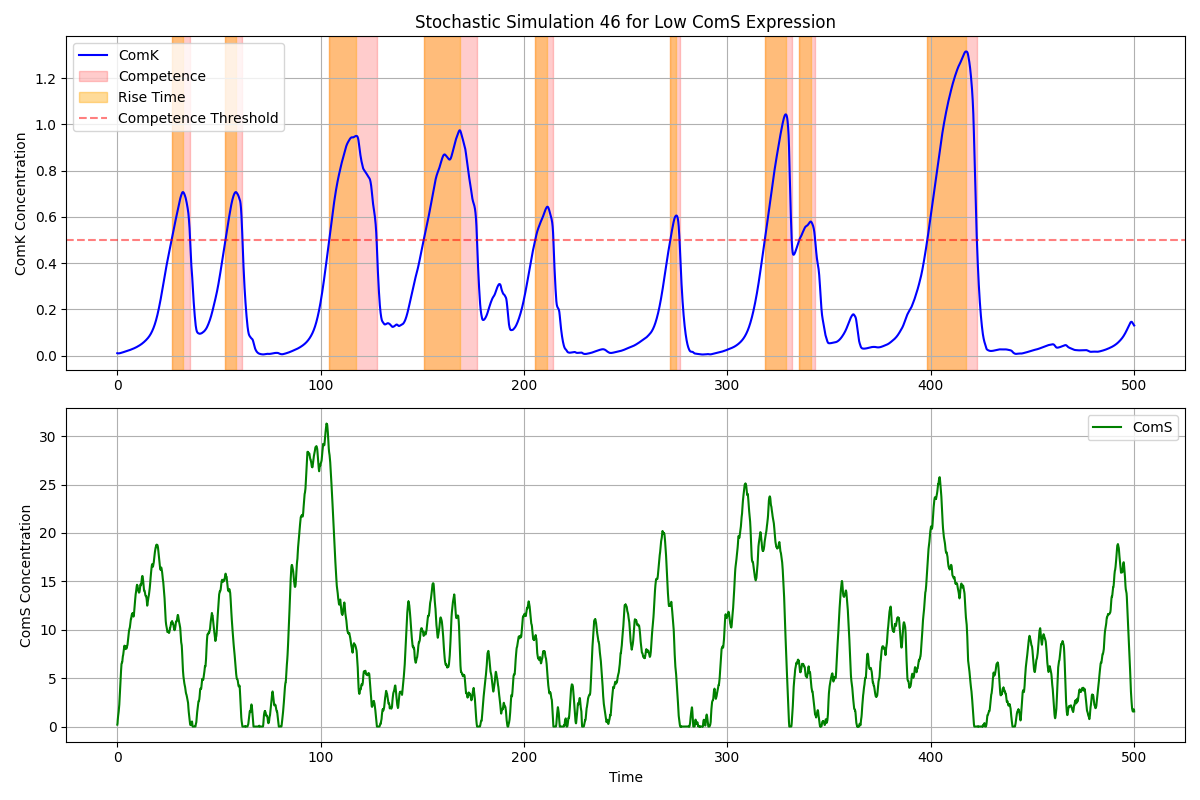 Stochastic Simulation 46 for Low ComS Expression
ComK
Competence
Rise Time
Competence Threshold
ComK Concentration
1.2
1.0
0.8
0.6
0.4
0.2
0.0
0 100 200 300 400 500
ComS
ComS Concentration
30
25
20
15
10
5
0
0 100 200 300 400 500
Time